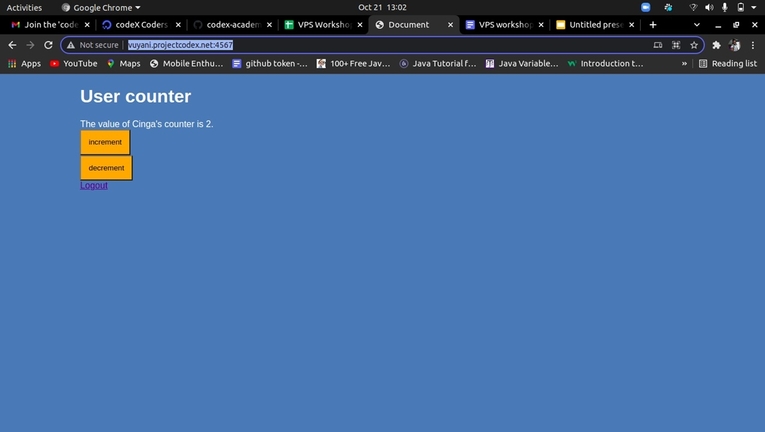 Activities Google Chrome Oct 21 13:02
Join the 'code codeX Coders codex-academ VPS Workshop Document VPS workshop Untitled prese
Not secure vuyani.projectcodex.net:4567
Apps YouTube Maps Mobile Enthu… github token -… 100+ Free Jav… Java Tutorial f… Java Variable… Introduction t… » Reading list
User counter
The value of Cinga's counter is 2.
increment
decrement
Logout